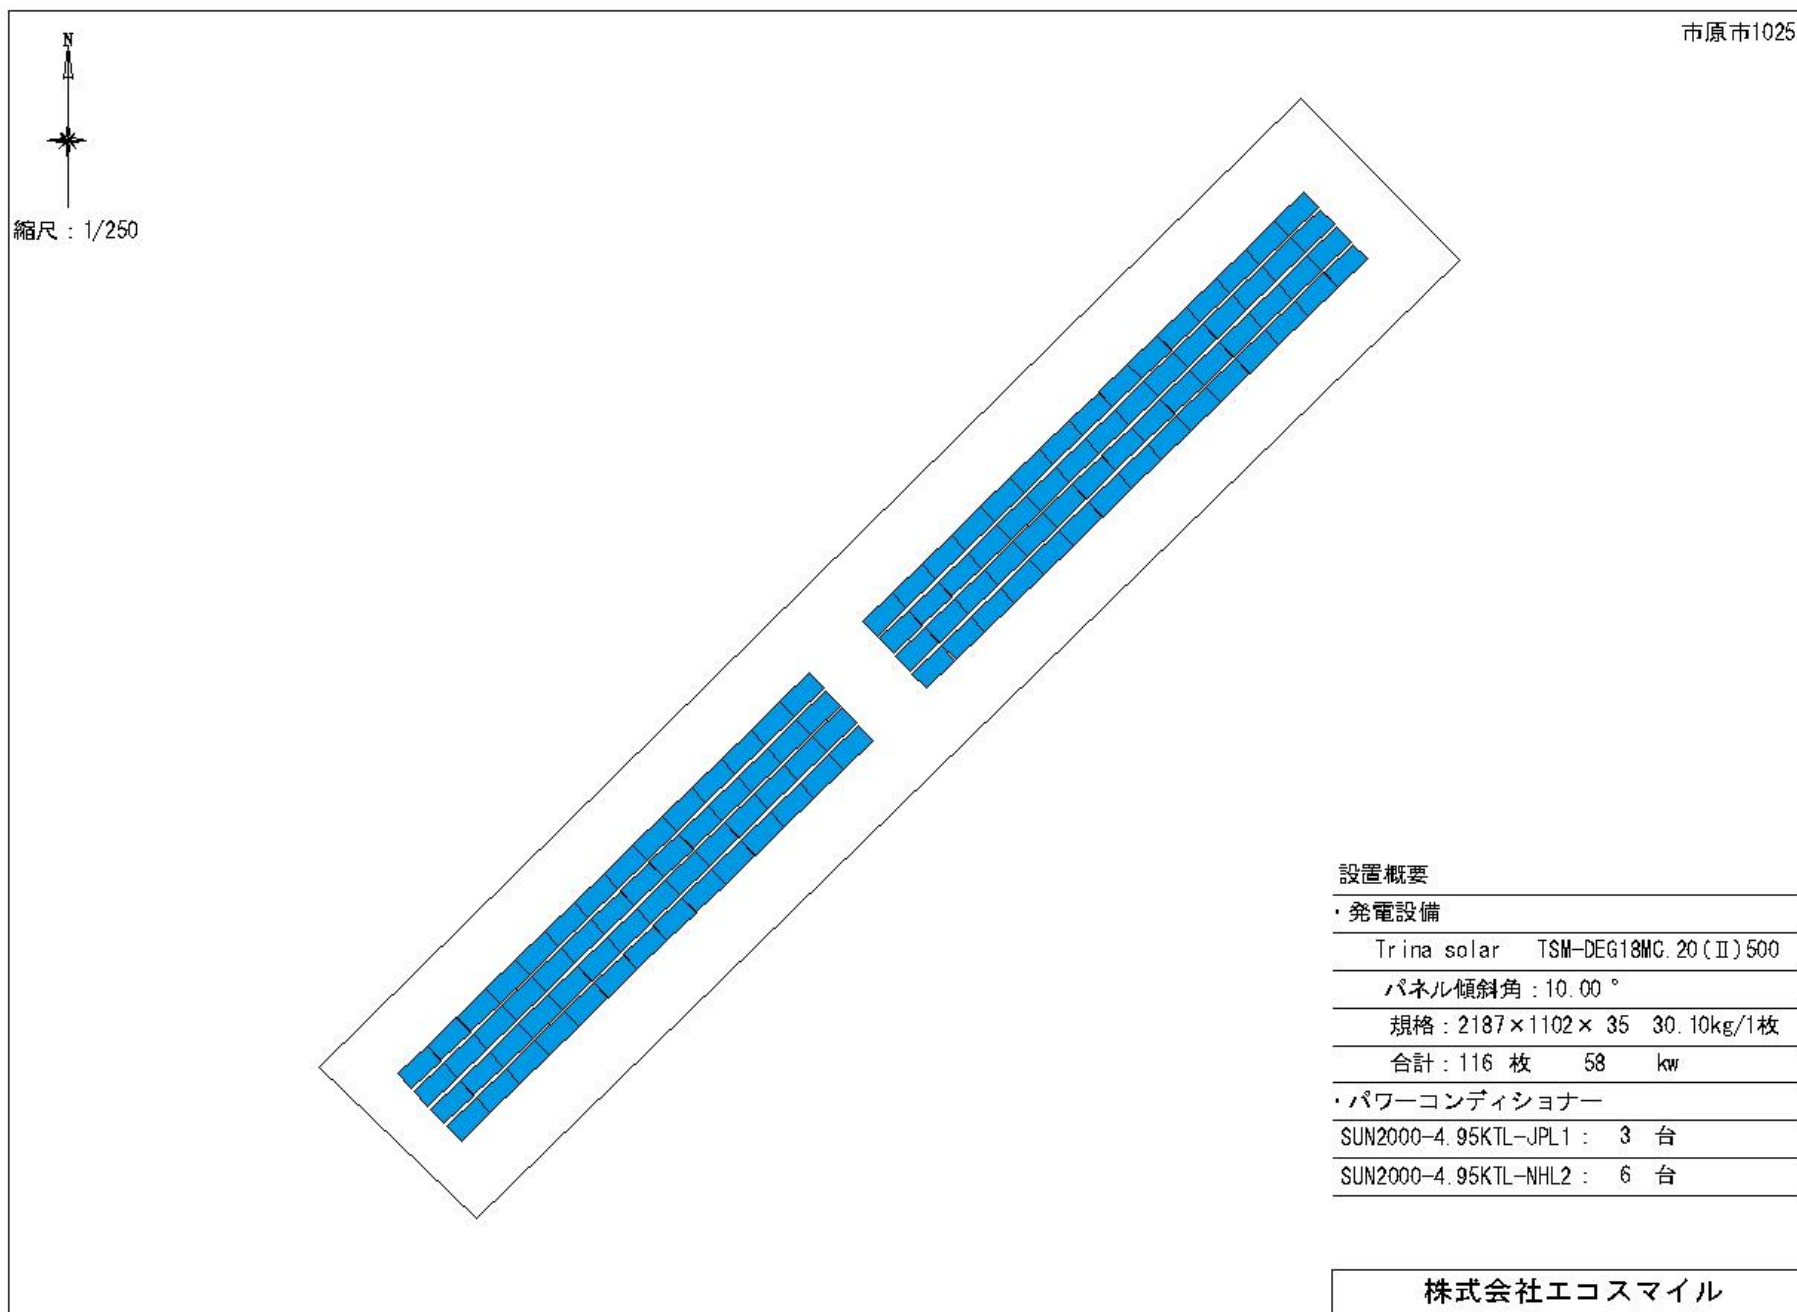 市原市1025
N
縮尺：1/250
設置概要
・発電設備
Trina solar TSM-DEG18MC.20(Ⅱ)500
パネル傾斜角：10.00 °
規格：2187×1102× 35 30.10kg/1枚
合計：116 枚 58 kw
・パワーコンディショナー
SUN2000-4.95KTL-JPL1： 3 台
SUN2000-4.95KTL-NHL2： 6 台
株式会社エコスマイル